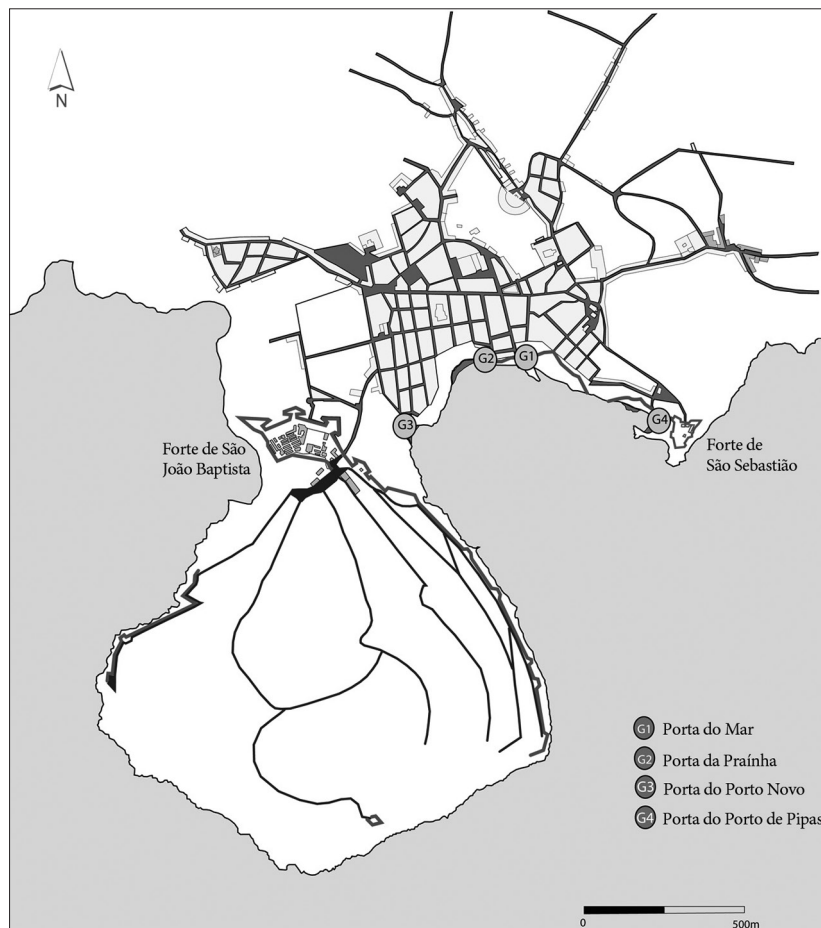 N
G2
G1
G3
G4
Forte de São
João Baptista
Forte de
São Sebastião
G1 Porta do Mar
G2 Porta da Praínha
G3 Porta do Porto Novo
G4 Porta do Porto de Pipas
0
500m